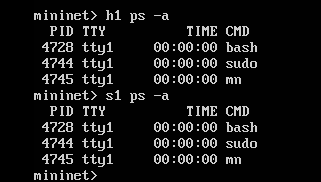 mininet> h1 ps -a
  PID TTY          TIME CMD
 4728 tty1     00:00:00 bash
 4744 tty1     00:00:00 sudo
 4745 tty1     00:00:00 mn
mininet> s1 ps -a
  PID TTY          TIME CMD
 4728 tty1     00:00:00 bash
 4744 tty1     00:00:00 sudo
 4745 tty1     00:00:00 mn
mininet>